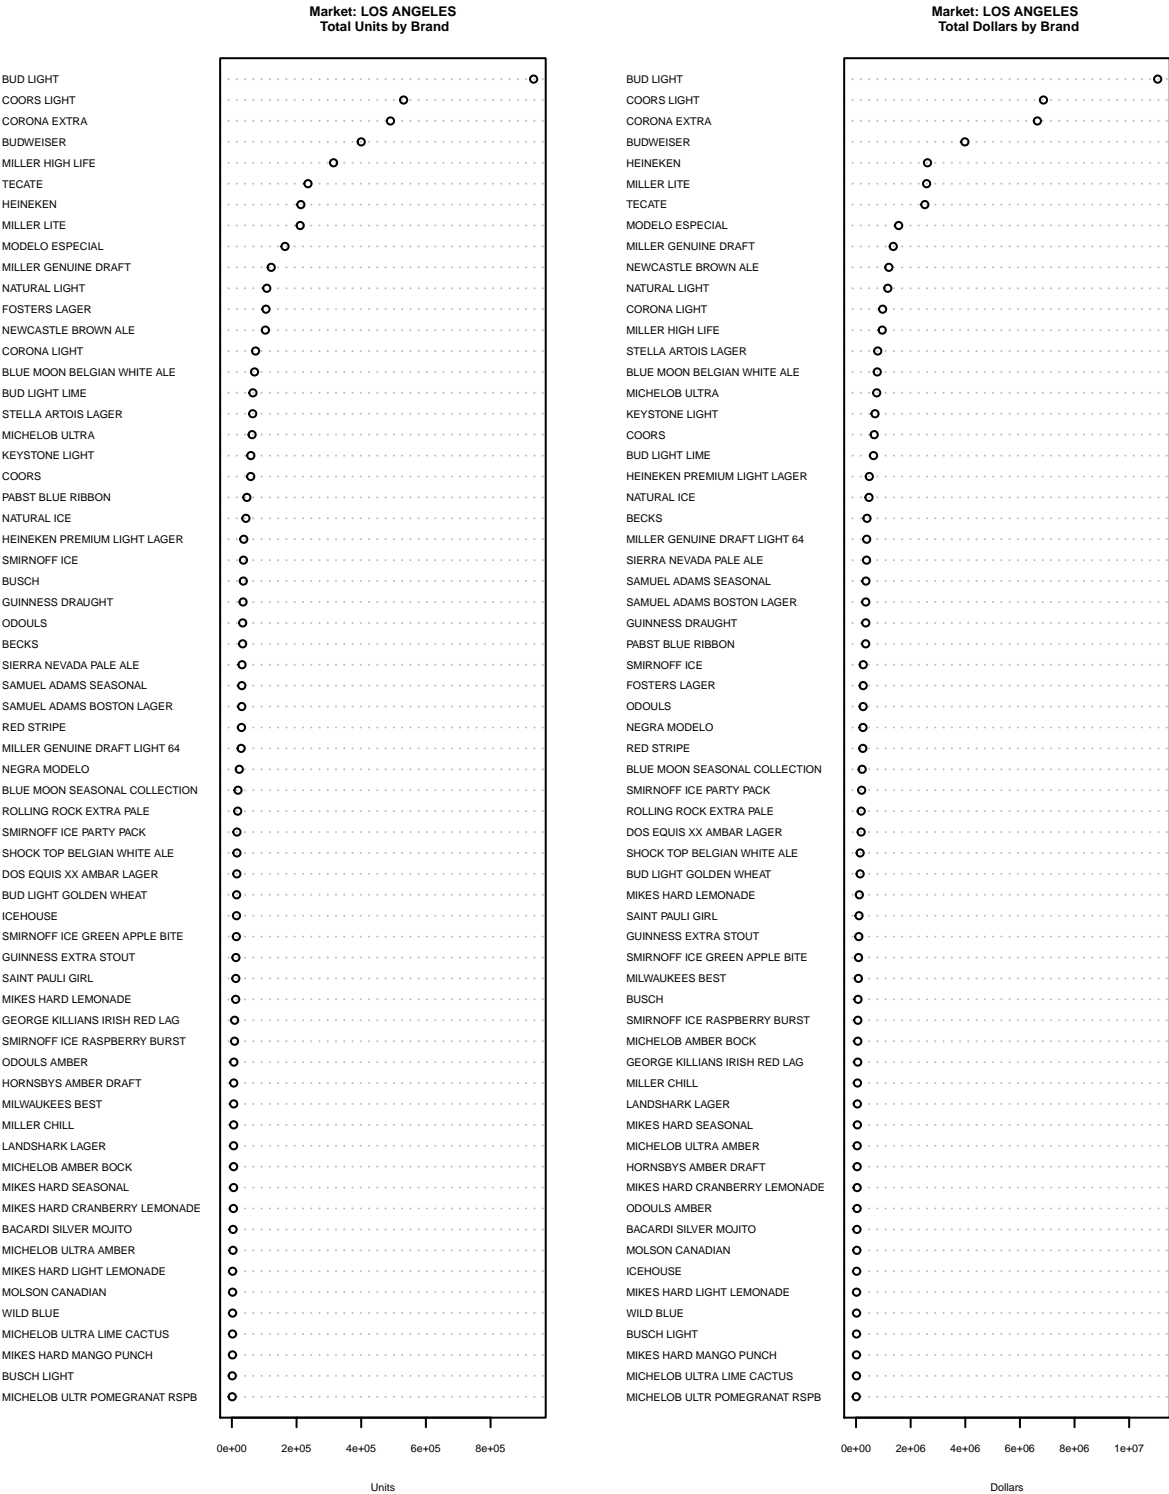 Market: LOS ANGELES
Total Units by Brand
BUD LIGHT
COORS LIGHT
CORONA EXTRA
BUDWEISER
MILLER HIGH LIFE
TECATE
HEINEKEN
MILLER LITE
MODELO ESPECIAL
MILLER GENUINE DRAFT
NATURAL LIGHT
FOSTERS LAGER
NEWCASTLE BROWN ALE
CORONA LIGHT
BLUE MOON BELGIAN WHITE ALE
BUD LIGHT LIME
STELLA ARTOIS LAGER
MICHELOB ULTRA
KEYSTONE LIGHT
COORS
PABST BLUE RIBBON
NATURAL ICE
HEINEKEN PREMIUM LIGHT LAGER
SMIRNOFF ICE
BUSCH
GUINNESS DRAUGHT
ODOULS
BECKS
SIERRA NEVADA PALE ALE
SAMUEL ADAMS SEASONAL
SAMUEL ADAMS BOSTON LAGER
RED STRIPE
MILLER GENUINE DRAFT LIGHT 64
NEGRA MODELO
BLUE MOON SEASONAL COLLECTION
ROLLING ROCK EXTRA PALE
SMIRNOFF ICE PARTY PACK
SHOCK TOP BELGIAN WHITE ALE
DOS EQUIS XX AMBAR LAGER
BUD LIGHT GOLDEN WHEAT
ICEHOUSE
SMIRNOFF ICE GREEN APPLE BITE
GUINNESS EXTRA STOUT
SAINT PAULI GIRL
MIKES HARD LEMONADE
GEORGE KILLIANS IRISH RED LAG
SMIRNOFF ICE RASPBERRY BURST
ODOULS AMBER
HORNSBYS AMBER DRAFT
MILWAUKEES BEST
MILLER CHILL
LANDSHARK LAGER
MICHELOB AMBER BOCK
MIKES HARD SEASONAL
MIKES HARD CRANBERRY LEMONADE
BACARDI SILVER MOJITO
MICHELOB ULTRA AMBER
MIKES HARD LIGHT LEMONADE
MOLSON CANADIAN
WILD BLUE
MICHELOB ULTRA LIME CACTUS
MIKES HARD MANGO PUNCH
BUSCH LIGHT
MICHELOB ULTR POMEGRANAT RSPB
0e+00 2e+05 4e+05 6e+05 8e+05
Units
Market: LOS ANGELES
Total Dollars by Brand
BUD LIGHT
COORS LIGHT
CORONA EXTRA
BUDWEISER
HEINEKEN
MILLER LITE
TECATE
MODELO ESPECIAL
MILLER GENUINE DRAFT
NEWCASTLE BROWN ALE
NATURAL LIGHT
CORONA LIGHT
MILLER HIGH LIFE
STELLA ARTOIS LAGER
BLUE MOON BELGIAN WHITE ALE
MICHELOB ULTRA
KEYSTONE LIGHT
COORS
BUD LIGHT LIME
HEINEKEN PREMIUM LIGHT LAGER
NATURAL ICE
BECKS
MILLER GENUINE DRAFT LIGHT 64
SIERRA NEVADA PALE ALE
SAMUEL ADAMS SEASONAL
SAMUEL ADAMS BOSTON LAGER
GUINNESS DRAUGHT
PABST BLUE RIBBON
SMIRNOFF ICE
FOSTERS LAGER
ODOULS
NEGRA MODELO
RED STRIPE
BLUE MOON SEASONAL COLLECTION
SMIRNOFF ICE PARTY PACK
ROLLING ROCK EXTRA PALE
DOS EQUIS XX AMBAR LAGER
SHOCK TOP BELGIAN WHITE ALE
BUD LIGHT GOLDEN WHEAT
MIKES HARD LEMONADE
SAINT PAULI GIRL
GUINNESS EXTRA STOUT
SMIRNOFF ICE GREEN APPLE BITE
MILWAUKEES BEST
BUSCH
SMIRNOFF ICE RASPBERRY BURST
MICHELOB AMBER BOCK
GEORGE KILLIANS IRISH RED LAG
MILLER CHILL
LANDSHARK LAGER
MIKES HARD SEASONAL
MICHELOB ULTRA AMBER
HORNSBYS AMBER DRAFT
MIKES HARD CRANBERRY LEMONADE
ODOULS AMBER
BACARDI SILVER MOJITO
MOLSON CANADIAN
ICEHOUSE
MIKES HARD LIGHT LEMONADE
WILD BLUE
BUSCH LIGHT
MIKES HARD MANGO PUNCH
MICHELOB ULTRA LIME CACTUS
MICHELOB ULTR POMEGRANAT RSPB
0e+00 2e+06 4e+06 6e+06 8e+06 1e+07
Dollars